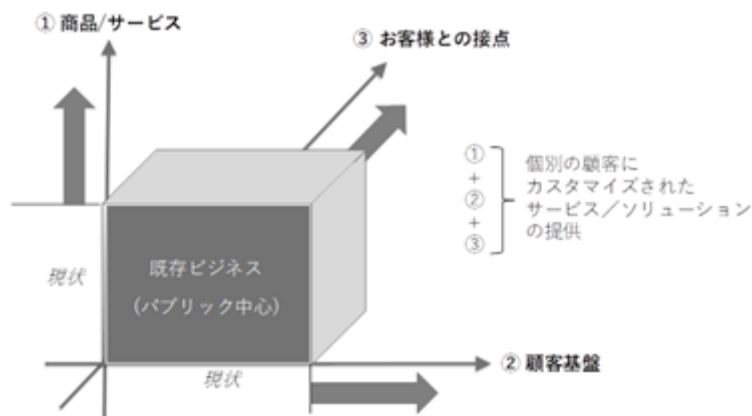 ① 商品/サービス
③ お客様との接点
①
+
②
+
③
個別の顧客に
カスタマイズされた
サービス／ソリューション
の提供
既存ビジネス
(パブリック中心)
現状
② 顧客基盤
現状